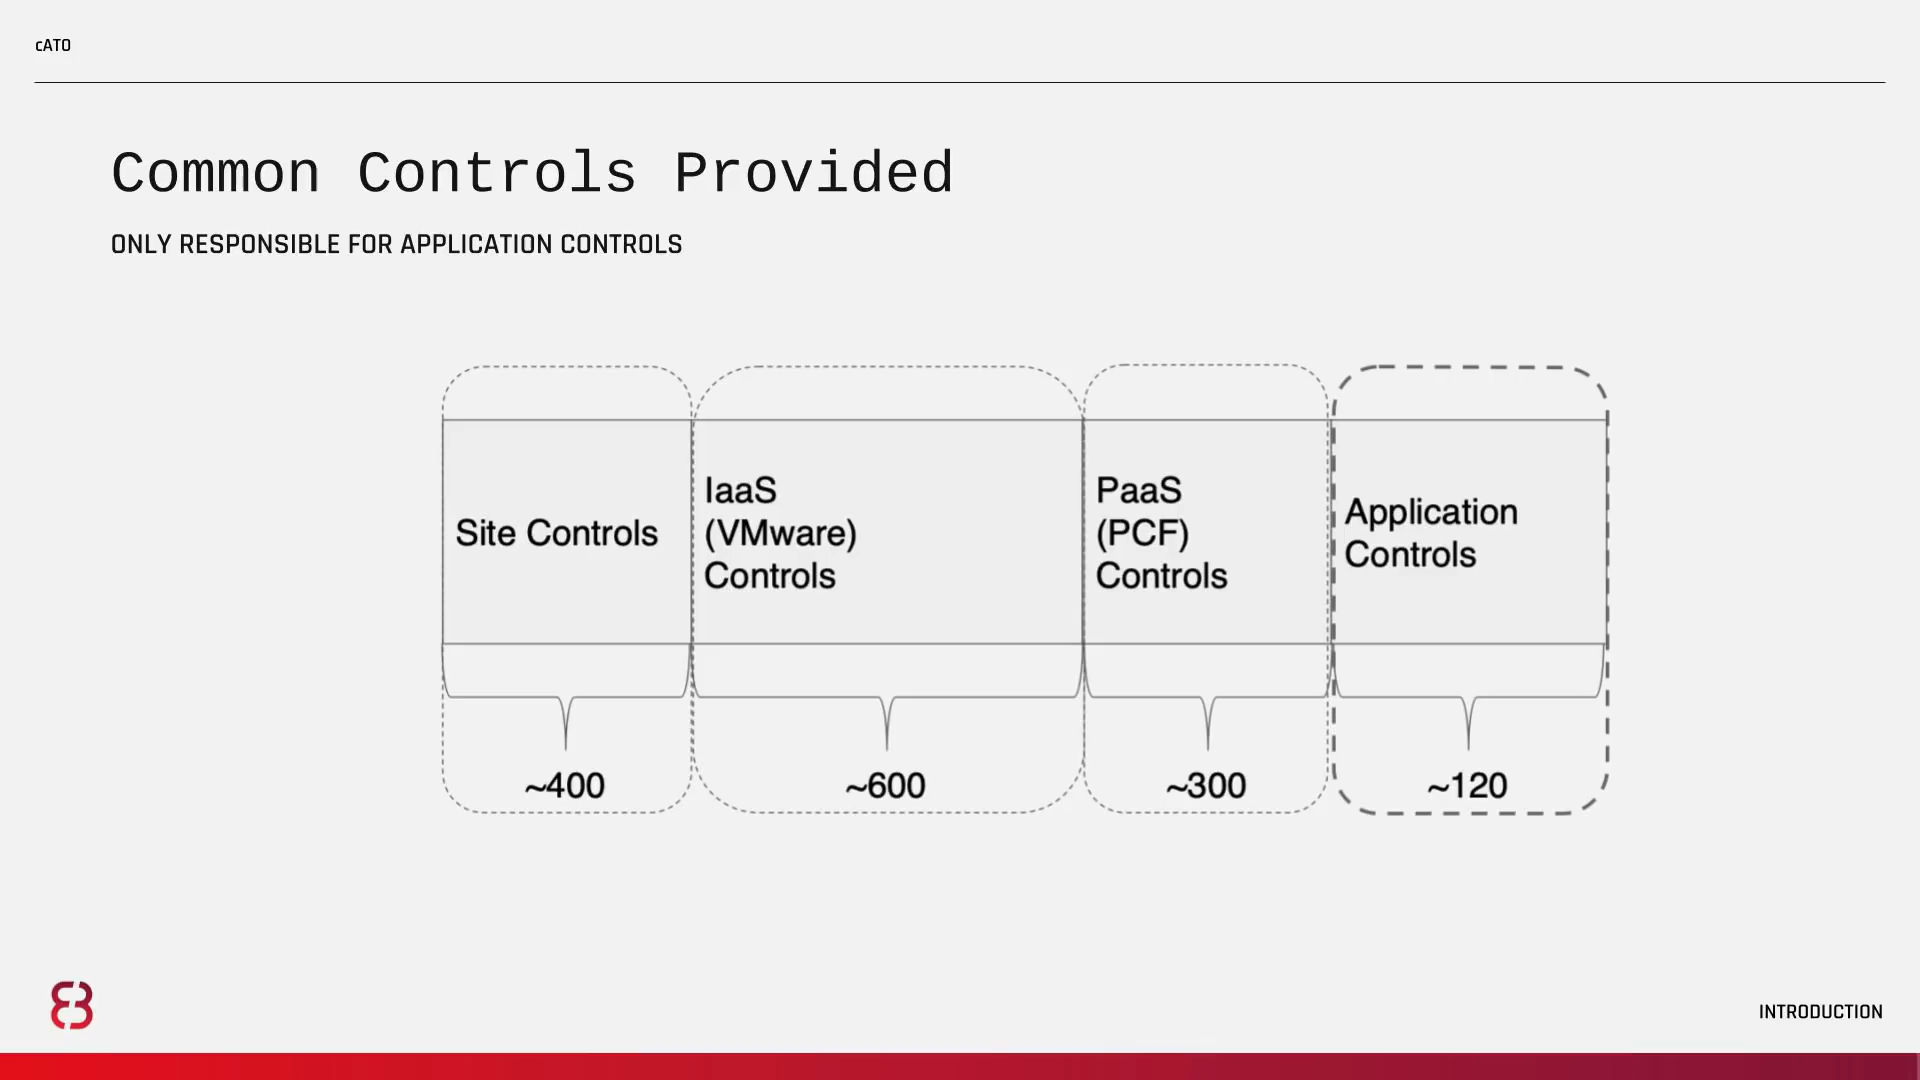 cATO
Common Controls Provided
ONLY RESPONSIBLE FOR APPLICATION CONTROLS
Site Controls
IaaS
(VMware)
Controls
PaaS
(PCF)
Controls
Application
Controls
~400
~600
~300
~120
INTRODUCTION